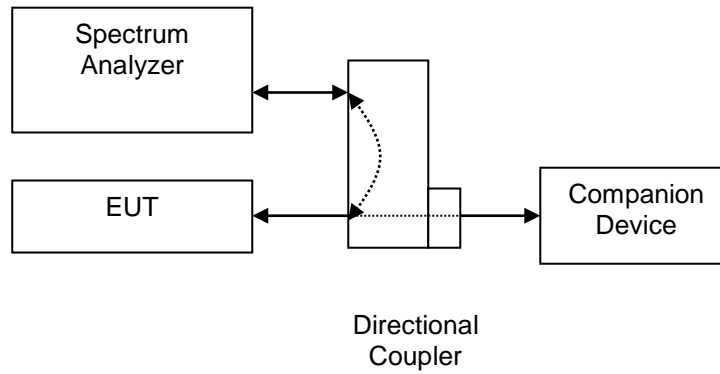 Spectrum
Analyzer
EUT
Companion
Device
Directional
Coupler